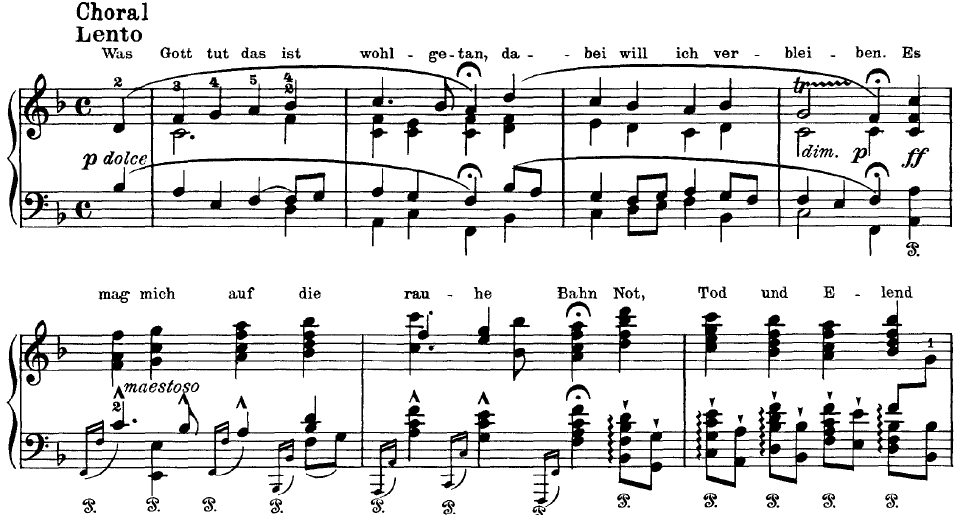 Choral
Lento
Was Gott tut das ist wohl - ge - tan, da - bei will ich ver - blei - ben. Es
p dolce
dim. p ff
mag mich auf die rau - he Bahn Not, Tod und E - lend
maestoso